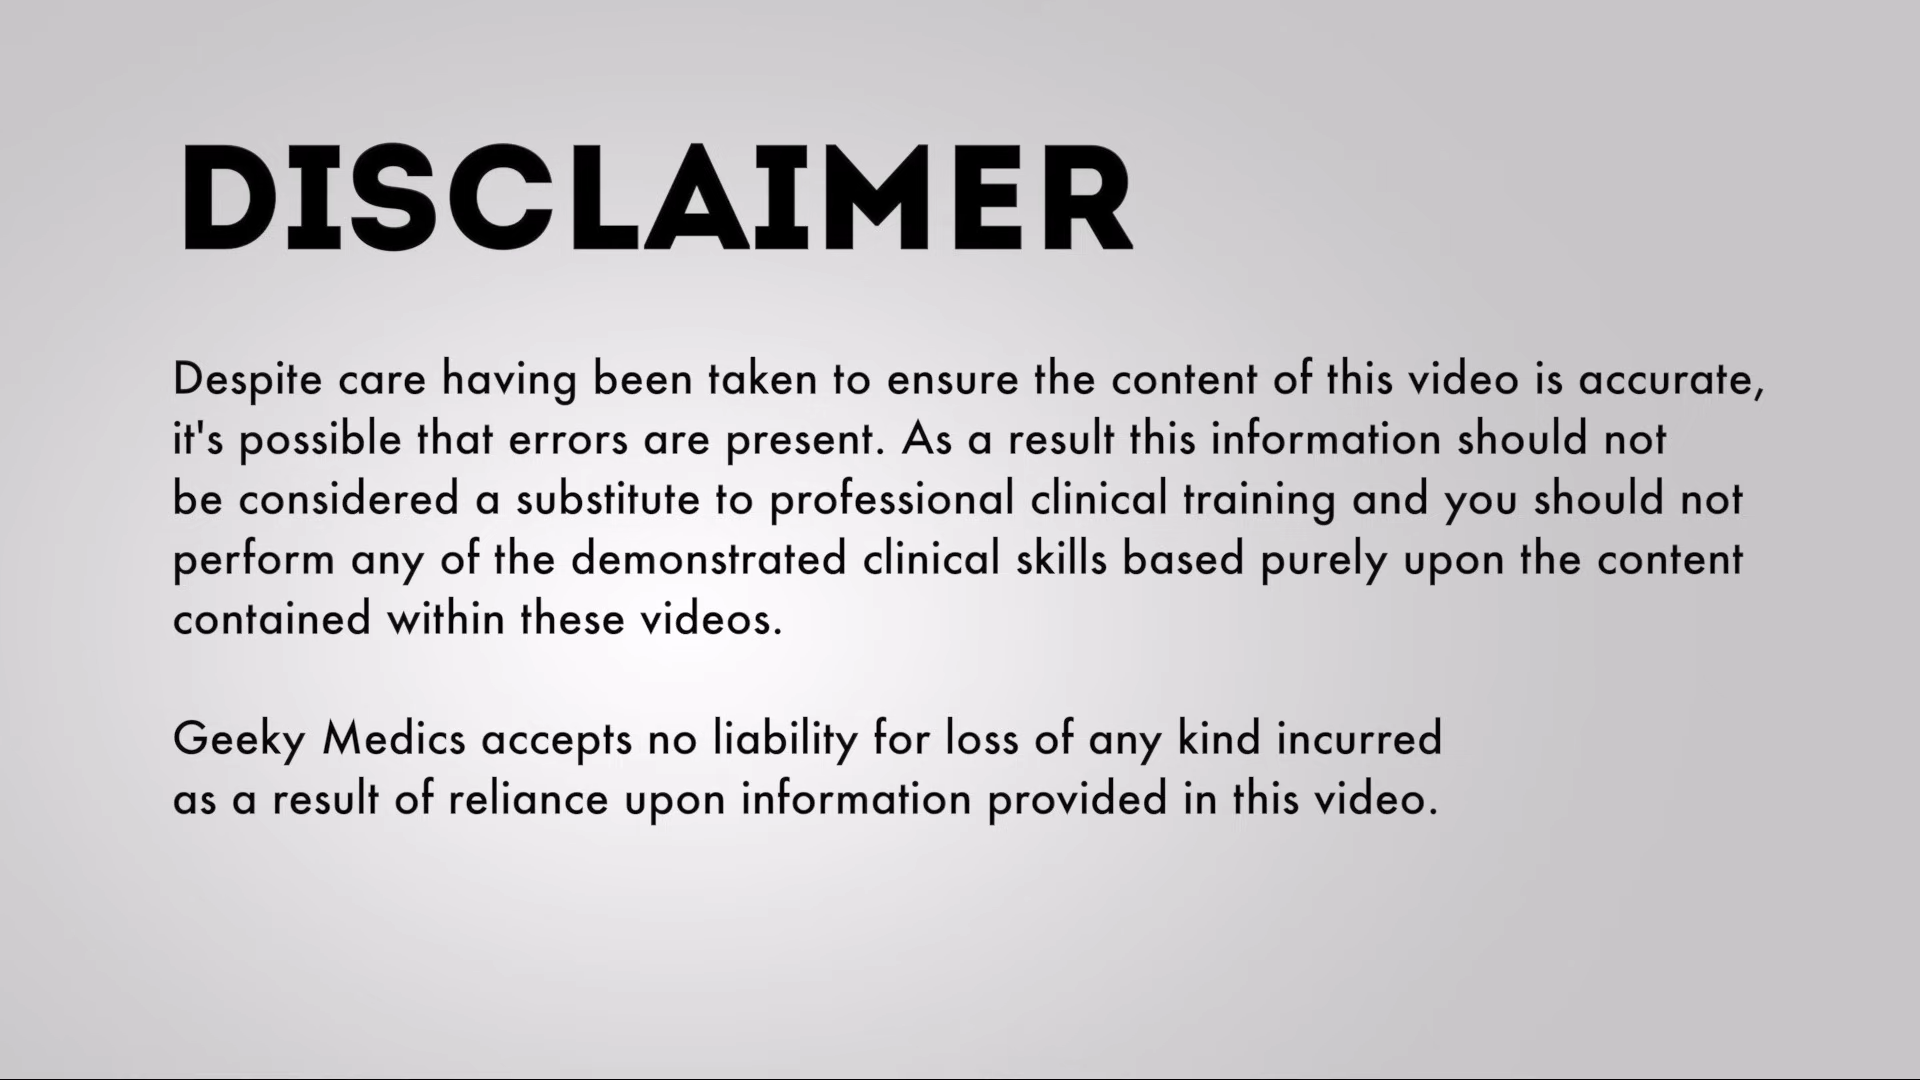 DISCLAIMER
Despite care having been taken to ensure the content of this video is accurate,
it's possible that errors are present. As a result this information should not
be considered a substitute to professional clinical training and you should not
perform any of the demonstrated clinical skills based purely upon the content
contained within these videos.
Geeky Medics accepts no liability for loss of any kind incurred
as a result of reliance upon information provided in this video.